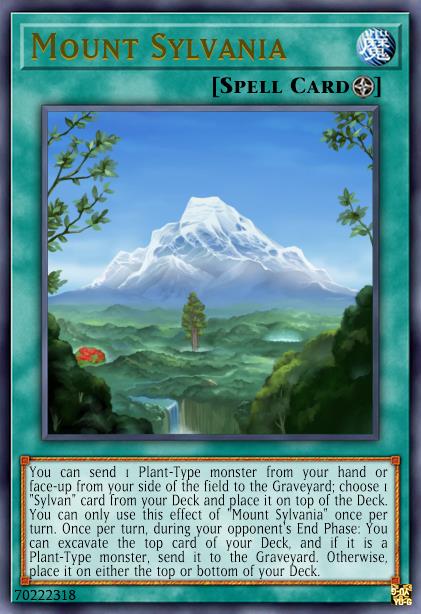 Mount Sylvania
魔
[Spell Card]
You can send 1 Plant-Type monster from your hand or
face-up from your side of the field to the Graveyard; choose 1
"Sylvan" card from your Deck and place it on top of the Deck.
You can only use this effect of "Mount Sylvania" once per
turn. Once per turn, during your opponent's End Phase: You
can excavate the top card of your Deck, and if it is a
Plant-Type monster, send it to the Graveyard. Otherwise,
place it on either the top or bottom of your Deck.
70222318